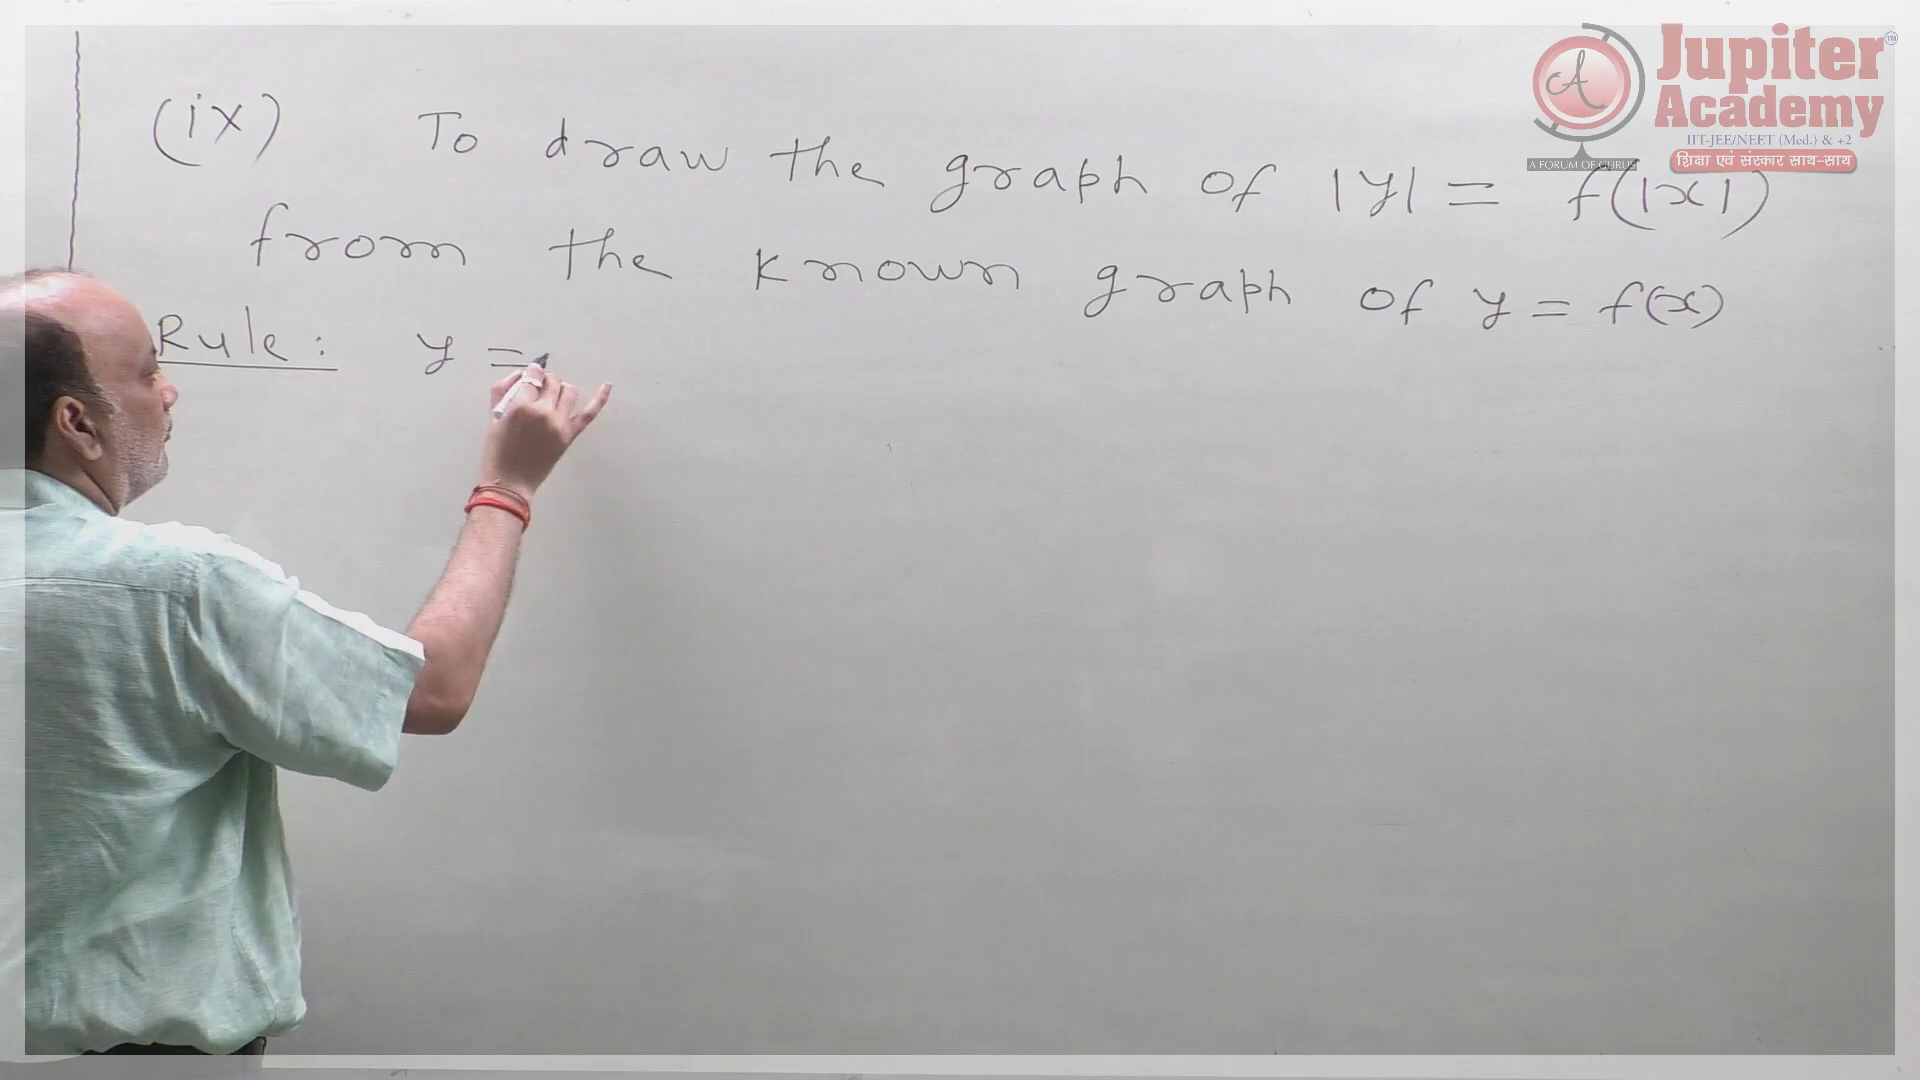 Jupiter
Academy
TM
IIT-JEE/NEET (Med.) & +2
A FORUM OF GURUS
शिक्षा एवं संस्कार साथ-साथ
(ix) To draw the graph of |y| = f(|x|)
from the known graph of y = f(x)
Rule: y =